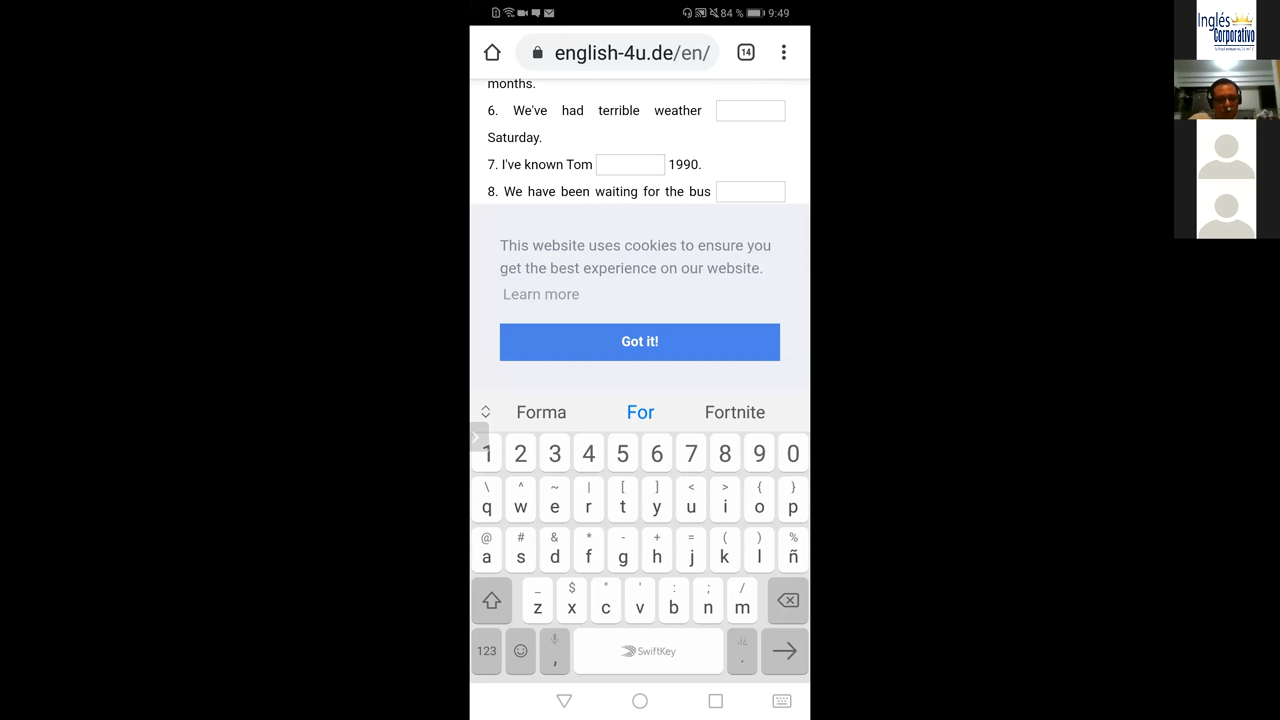 84 % 9:49
english-4u.de/en/
14
months.
6. We've had terrible weather
Saturday.
7. I've known Tom 1990.
8. We have been waiting for the bus
This website uses cookies to ensure you
get the best experience on our website.
Learn more
Got it!
Forma For Fortnite
1 2 3 4 5 6 7 8 9 0
\ ^ ~ | [ ] < > { }
q w e r t y u i o p
@ # & * - + = ( ) %
a s d f g h j k l ñ
_ $ " ' : ; /
z x c v b n m
123 , SwiftKey .
Inglés
Corporativo